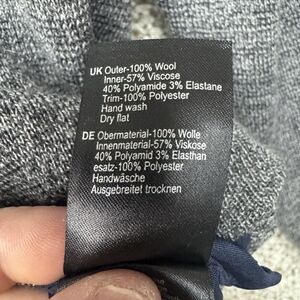 UK Outer-100% Wool
Inner-57% Viscose
40% Polyamide 3% Elastane
Trim-100% Polyester
Hand wash
Dry flat
DE Obermaterial-100% Wolle
Innenmaterial-57% Viskose
40% Polyamid 3% Elasthan
esatz-100% Polyester
Handwäsche
Ausgebreitet trocknen